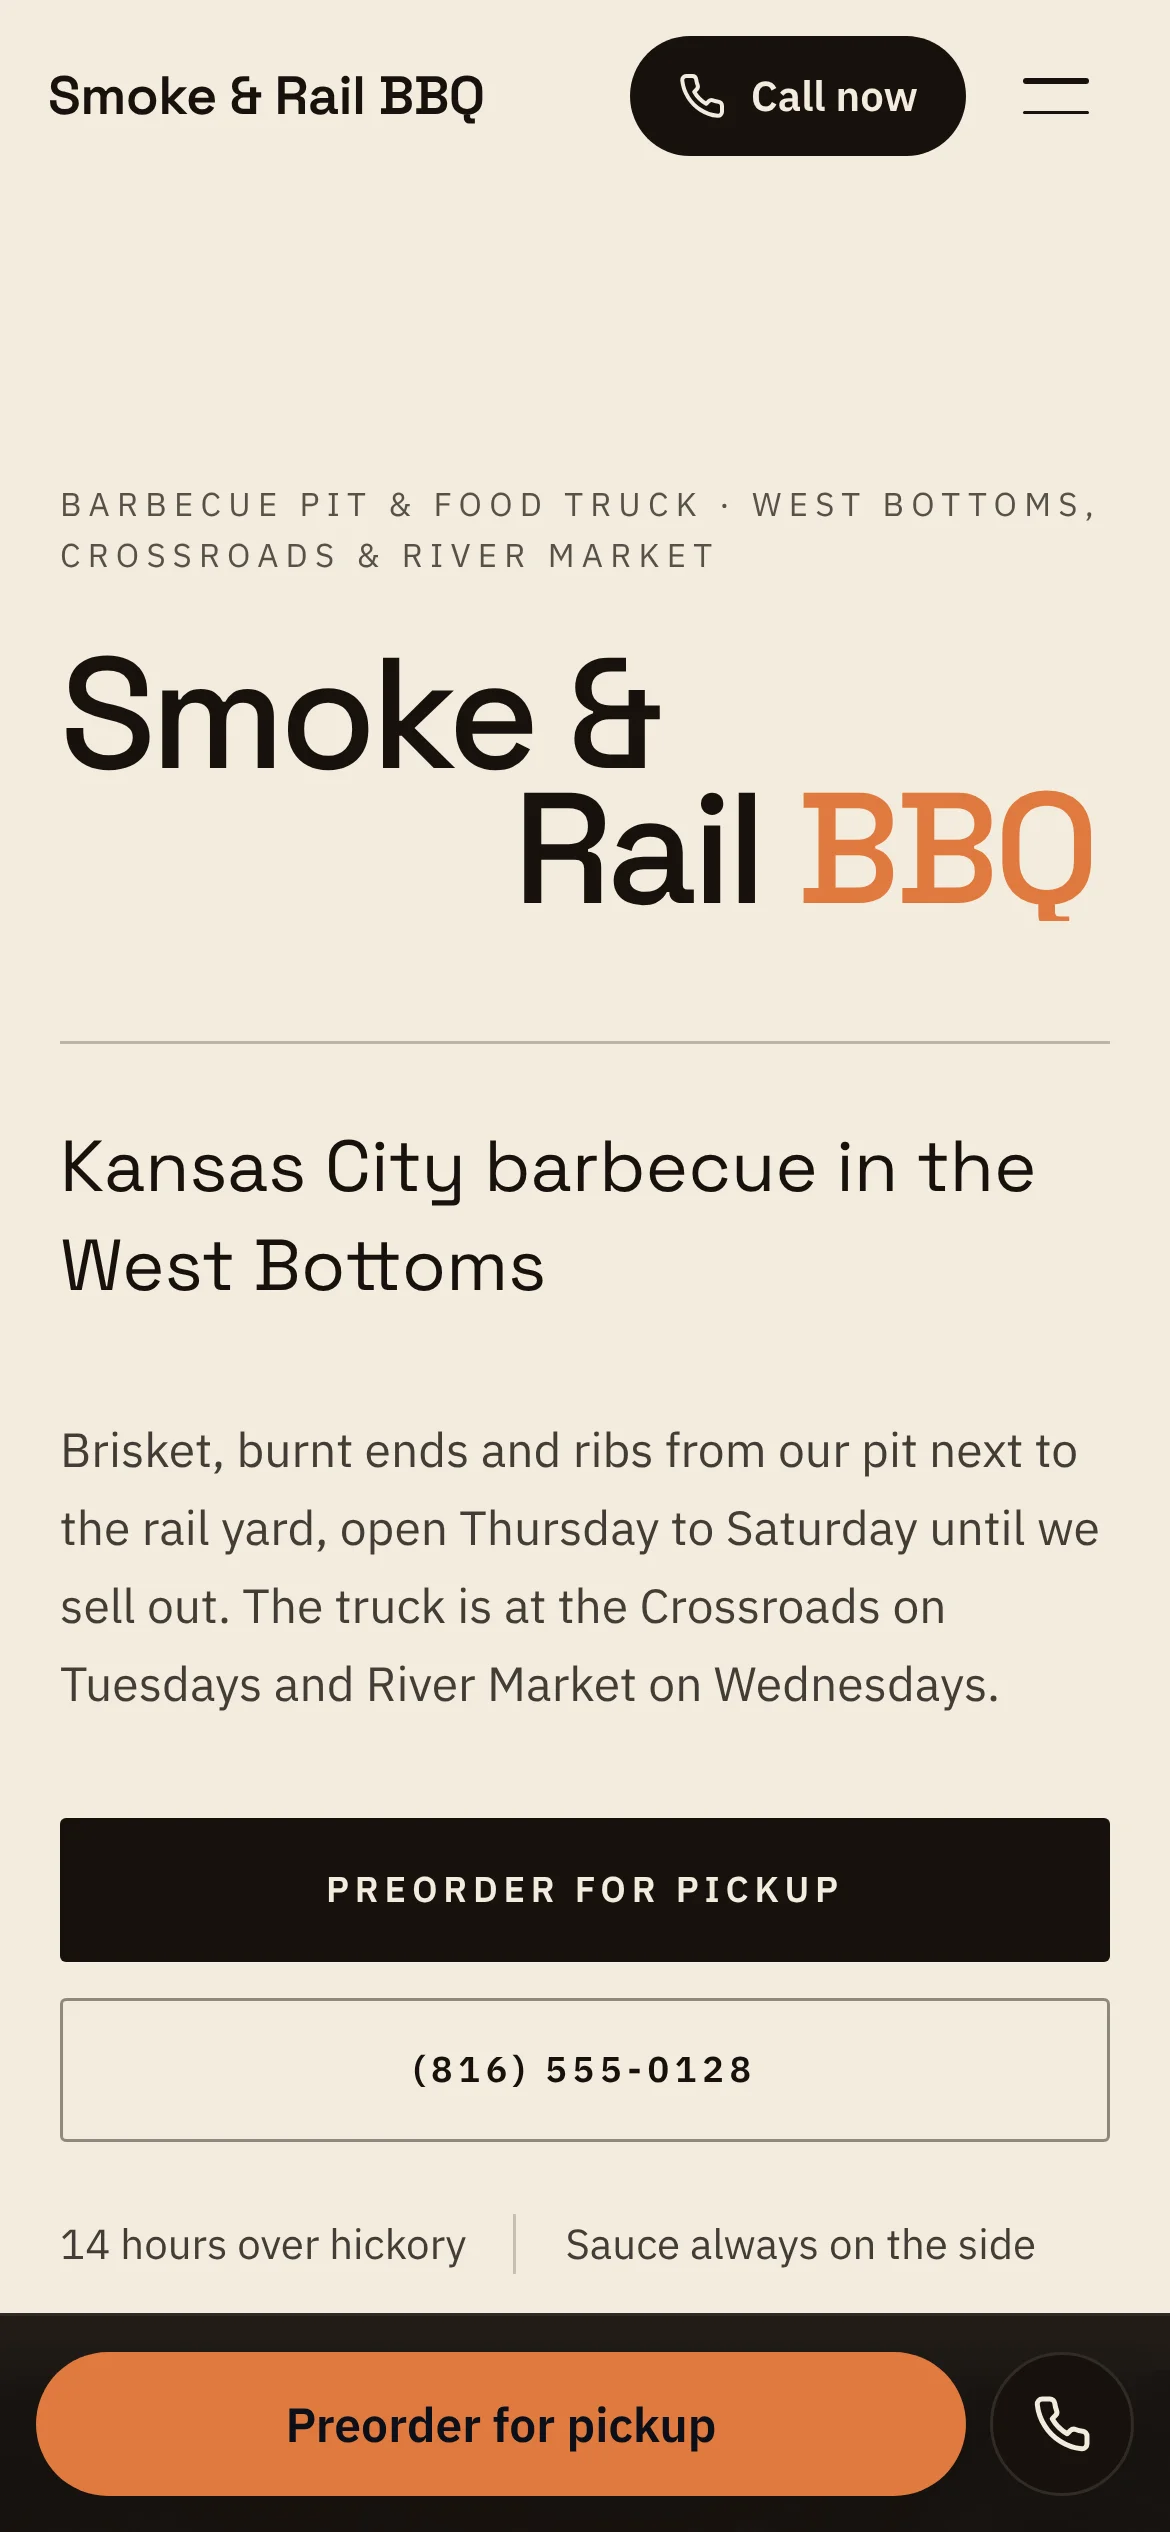 Smoke & Rail BBQ
Call now
BARBECUE PIT & FOOD TRUCK · WEST BOTTOMS,
CROSSROADS & RIVER MARKET
Smoke &
Rail BBQ
Kansas City barbecue in the
West Bottoms
Brisket, burnt ends and ribs from our pit next to
the rail yard, open Thursday to Saturday until we
sell out. The truck is at the Crossroads on
Tuesdays and River Market on Wednesdays.
PREORDER FOR PICKUP
(816) 555-0128
14 hours over hickory
Sauce always on the side
Preorder for pickup